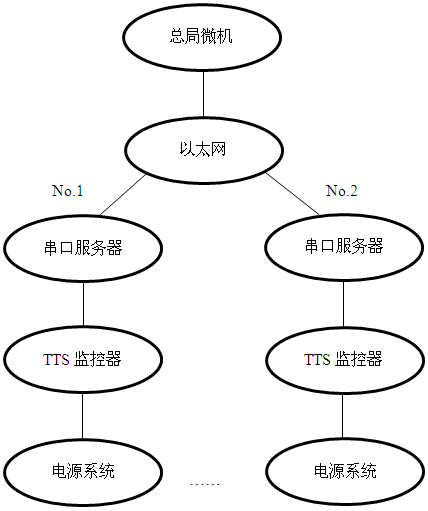 总局微机
以太网
No.1
No.2
串口服务器
串口服务器
TTS 监控器
TTS 监控器
电源系统
……
电源系统